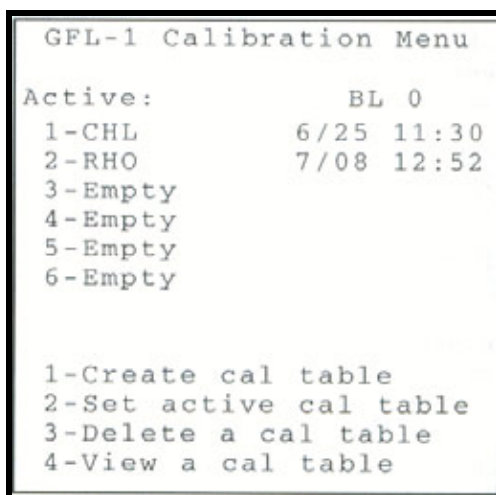 GFL-1 Calibration Menu
Active: BL 0
1-CHL 6/25 11:30
2-RHO 7/08 12:52
3-Empty
4-Empty
5-Empty
6-Empty
1-Create cal table
2-Set active cal table
3-Delete a cal table
4-View a cal table